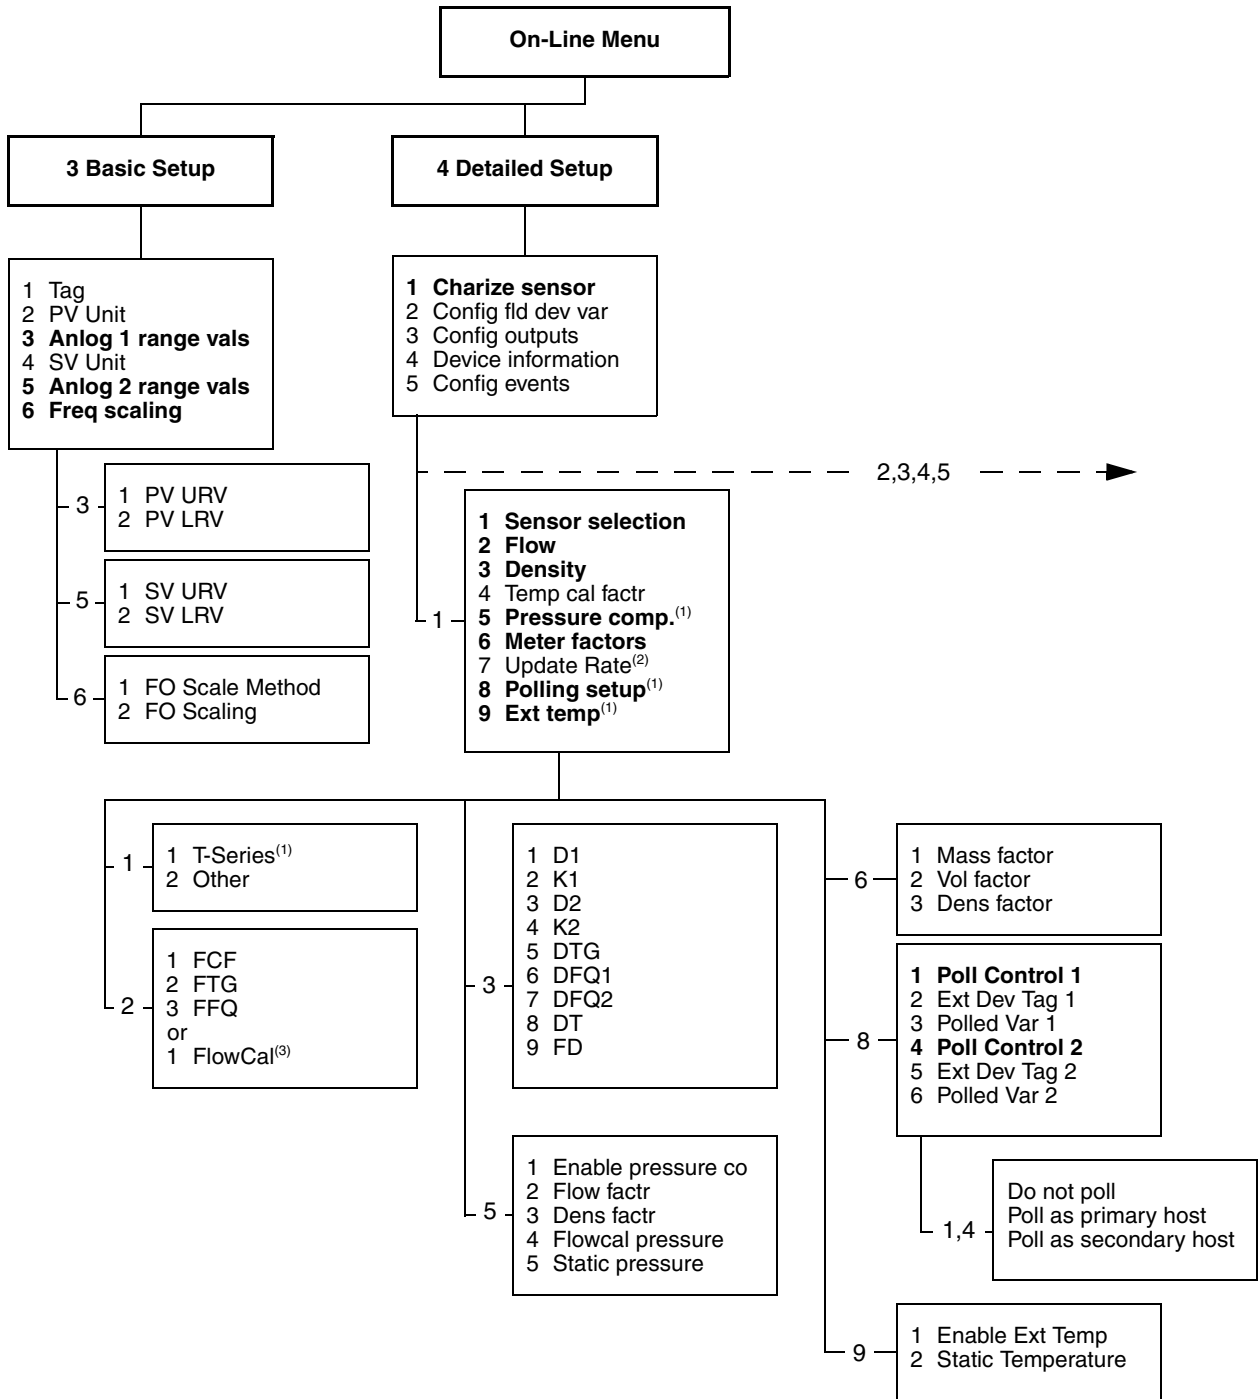 On-Line Menu
3 Basic Setup
4 Detailed Setup
1 Tag
2 PV Unit
3 Anlog 1 range vals
4 SV Unit
5 Anlog 2 range vals
6 Freq scaling
1 Charize sensor
2 Config fld dev var
3 Config outputs
4 Device information
5 Config events
2,3,4,5
3
1 PV URV
2 PV LRV
5
1 SV URV
2 SV LRV
6
1 FO Scale Method
2 FO Scaling
1
1 Sensor selection
2 Flow
3 Density
4 Temp cal factr
5 Pressure comp.(1)
6 Meter factors
7 Update Rate(2)
8 Polling setup(1)
9 Ext temp(1)
1
1 T-Series(1)
2 Other
2
1 FCF
2 FTG
3 FFQ
or
1 FlowCal(3)
3
1 D1
2 K1
3 D2
4 K2
5 DTG
6 DFQ1
7 DFQ2
8 DT
9 FD
5
1 Enable pressure co
2 Flow factr
3 Dens factr
4 Flowcal pressure
5 Static pressure
6
1 Mass factor
2 Vol factor
3 Dens factor
8
1 Poll Control 1
2 Ext Dev Tag 1
3 Polled Var 1
4 Poll Control 2
5 Ext Dev Tag 2
6 Polled Var 2
1,4
Do not poll
Poll as primary host
Poll as secondary host
9
1 Enable Ext Temp
2 Static Temperature